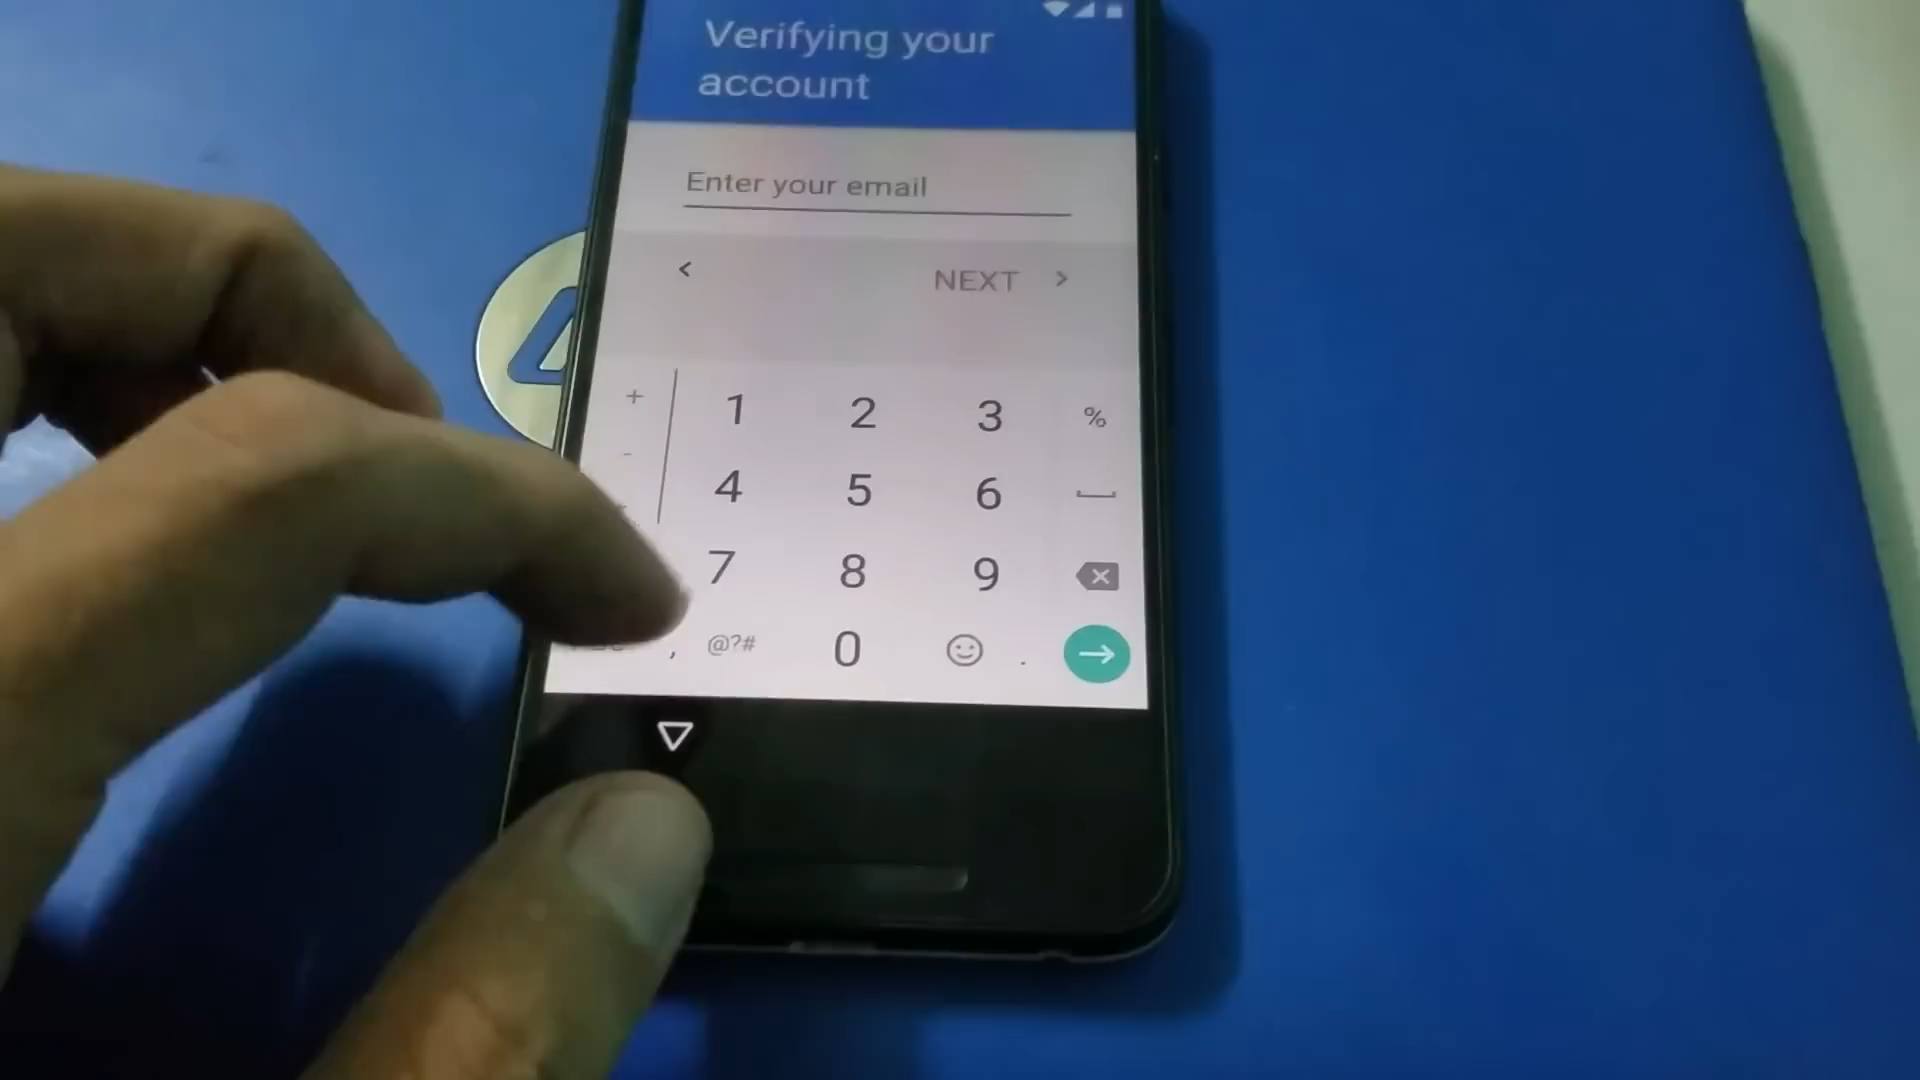 Verifying your
account
Enter your email
< NEXT >
+ 1 2 3 %
- 4 5 6
7 8 9
, @?# 0 .